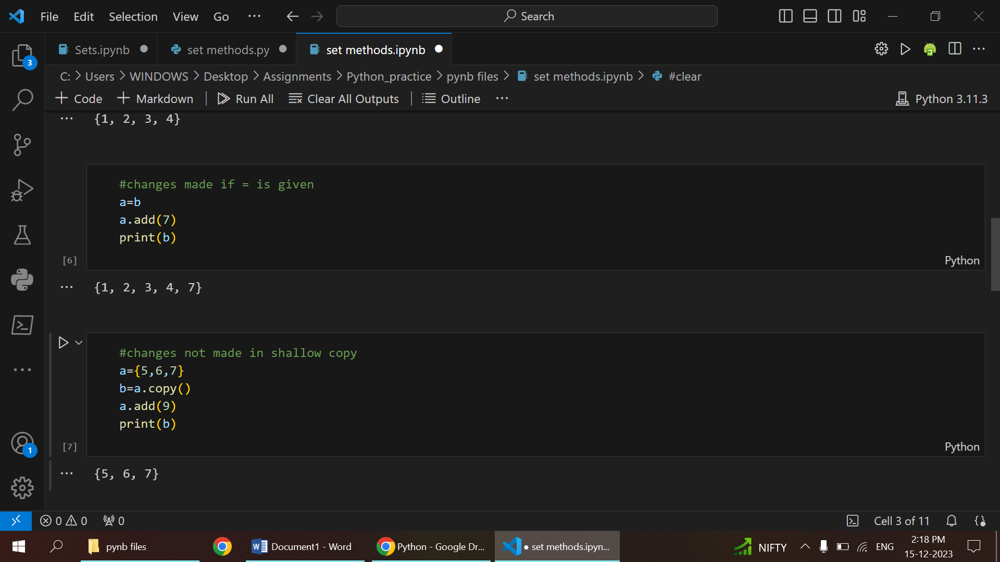 File Edit Selection View Go ··· Search
3
Sets.ipynb set methods.py set methods.ipynb
C: > Users > WINDOWS > Desktop > Assignments > Python_practice > pynb files > set methods.ipynb > #clear
+ Code + Markdown Run All Clear All Outputs Outline ··· Python 3.11.3
··· {1, 2, 3, 4}
#changes made if = is given
a=b
a.add(7)
print(b)
[6] Python
··· {1, 2, 3, 4, 7}
#changes not made in shallow copy
a={5,6,7}
b=a.copy()
a.add(9)
print(b)
[7] Python
1
··· {5, 6, 7}
0 0 0 Cell 3 of 11
pynb files Document1 - Word Python - Google Dr... ● set methods.ipyn... NIFTY ENG 2:18 PM
15-12-2023